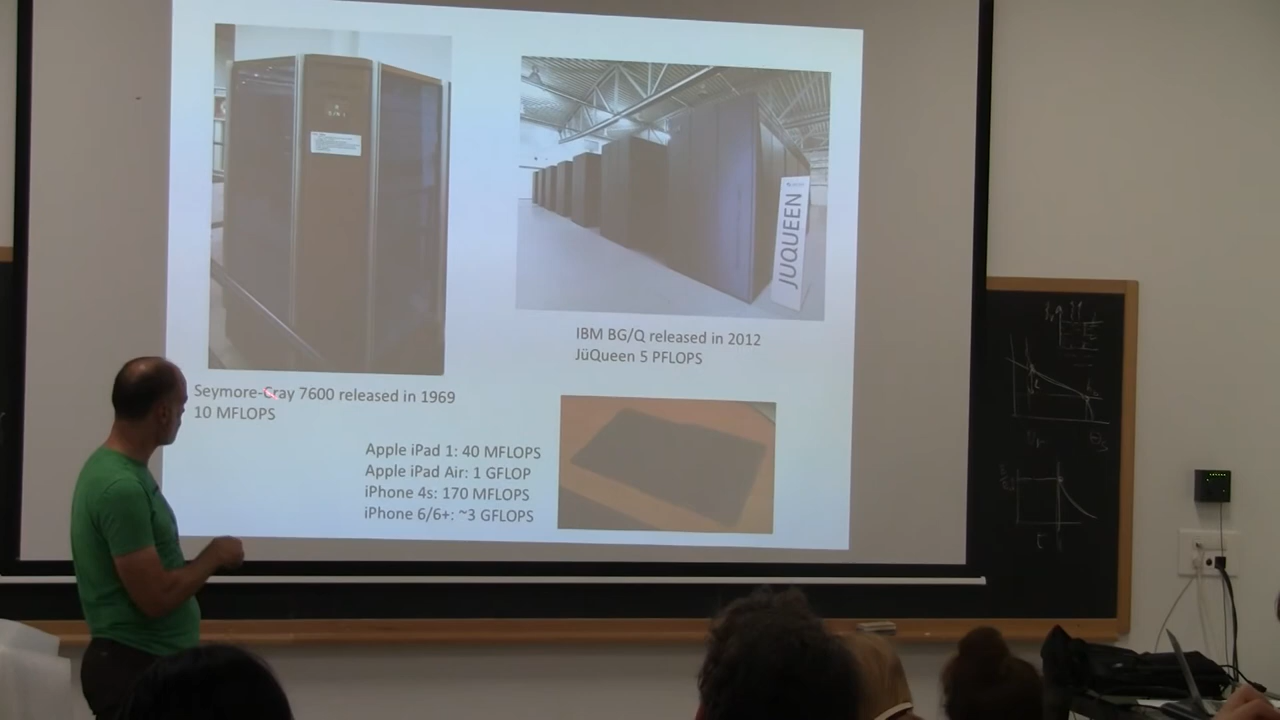 JUQUEEN
IBM BG/Q released in 2012
JüQueen 5 PFLOPS
Seymore-Cray 7600 released in 1969
10 MFLOPS
Apple iPad 1: 40 MFLOPS
Apple iPad Air: 1 GFLOP
iPhone 4s: 170 MFLOPS
iPhone 6/6+: ~3 GFLOPS